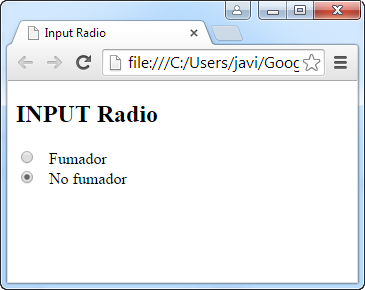 Input Radio
file:///C:/Users/javi/Goog
INPUT Radio
Fumador
No fumador